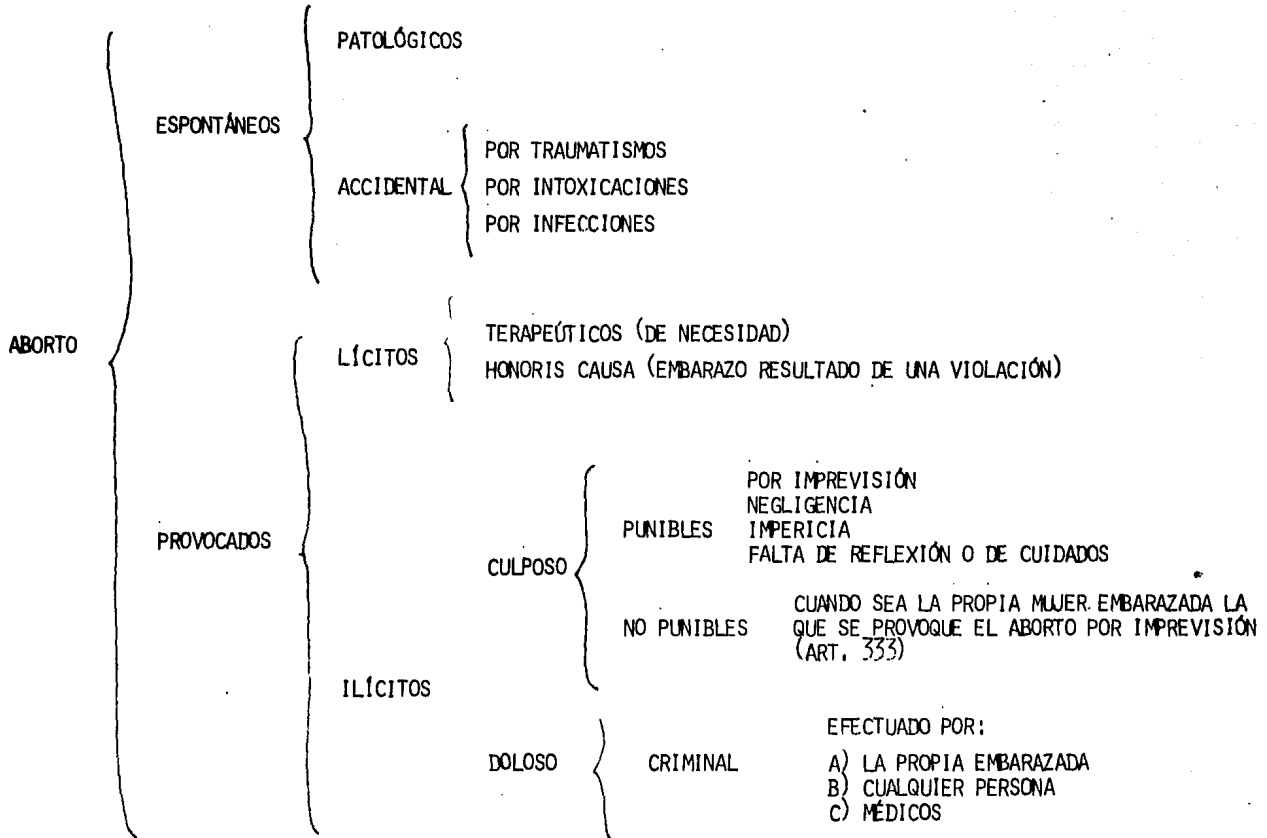 ABORTO
ESPONTÁNEOS
PATOLÓGICOS
ACCIDENTAL
POR TRAUMATISMOS
POR INTOXICACIONES
POR INFECCIONES
PROVOCADOS
LÍCITOS
TERAPEÚTICOS (DE NECESIDAD)
HONORIS CAUSA (EMBARAZO RESULTADO DE UNA VIOLACIÓN)
ILÍCITOS
CULPOSO
PUNIBLES
POR IMPREVISIÓN
NEGLIGENCIA
IMPERICIA
FALTA DE REFLEXIÓN O DE CUIDADOS
NO PUNIBLES
CUANDO SEA LA PROPIA MUJER EMBARAZADA LA
QUE SE PROVOQUE EL ABORTO POR IMPREVISIÓN
(ART. 333)
DOLOSO
CRIMINAL
EFECTUADO POR:
A) LA PROPIA EMBARAZADA
B) CUALQUIER PERSONA
C) MÉDICOS